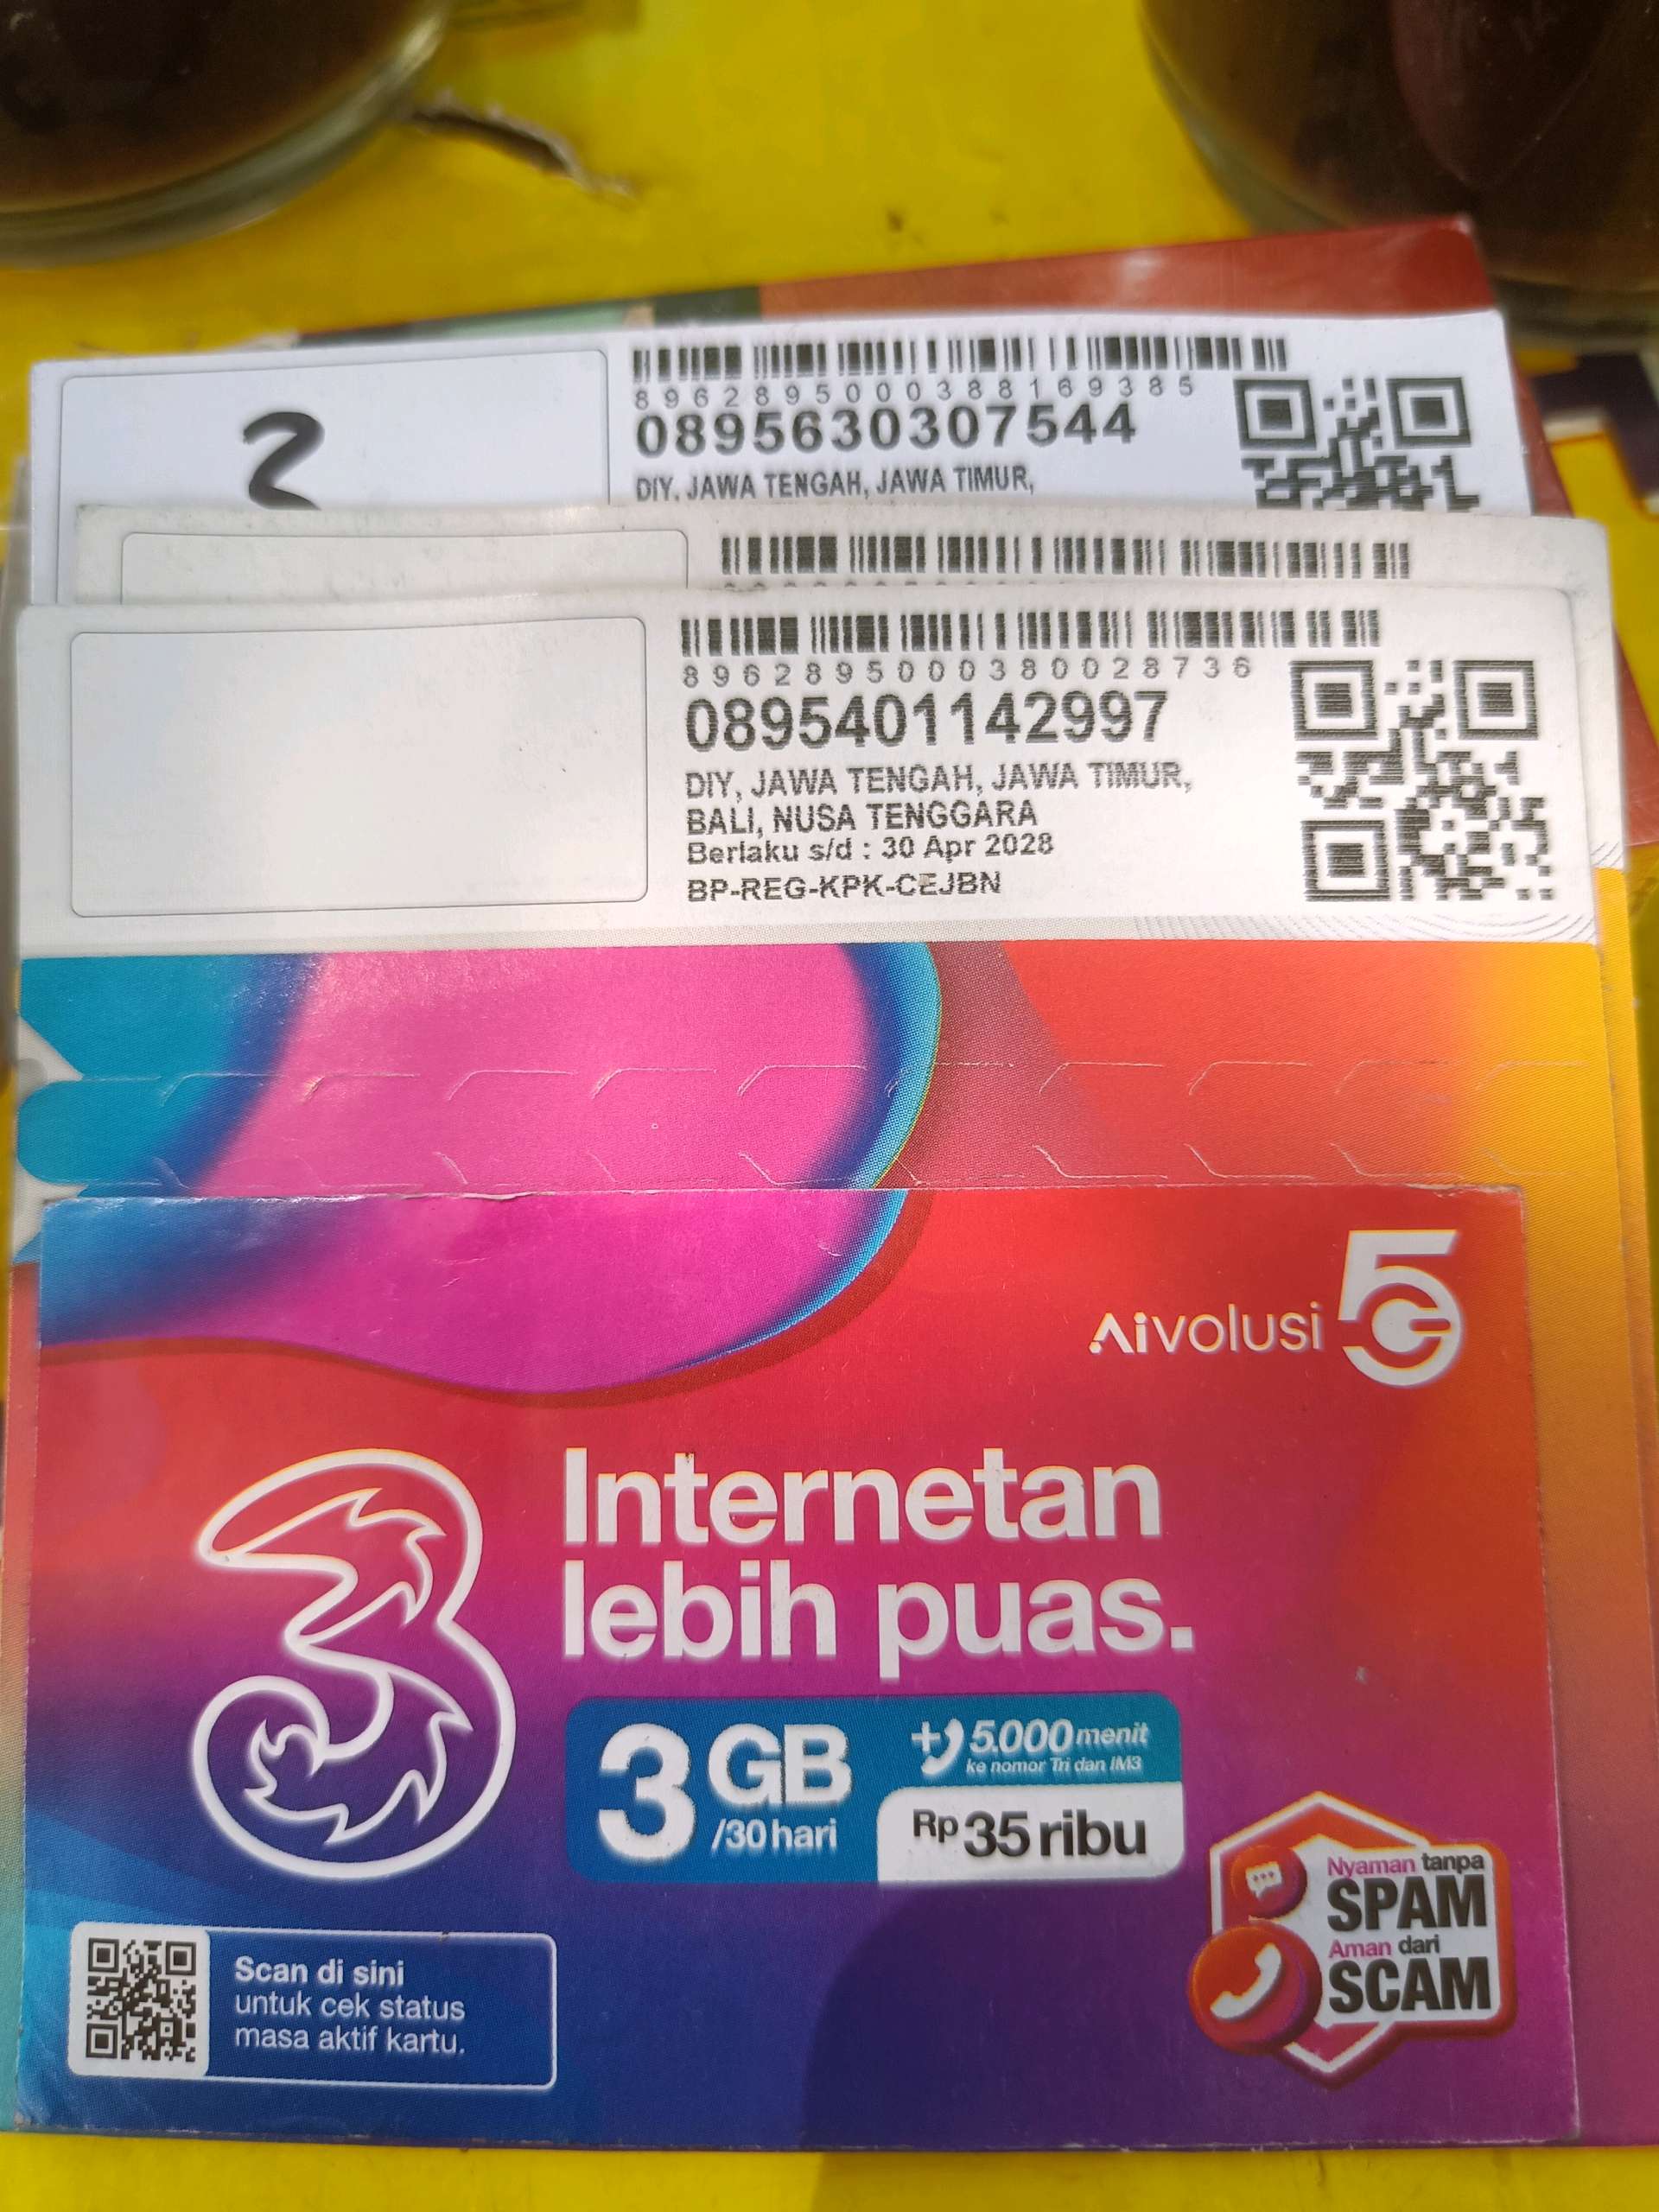 2
8962895000388169385
0895630307544
DIY, JAWA TENGAH, JAWA TIMUR,
8962895000380028736
0895401142997
DIY, JAWA TENGAH, JAWA TIMUR,
BALI, NUSA TENGGARA
Berlaku s/d : 30 Apr 2028
BP-REG-KPK-CEJBN
Aivolusi 5G
3
Internetan
lebih puas.
3 GB
/30 hari
+ 5.000 menit
ke nomor Tri dan IM3
Rp 35 ribu
Nyaman tanpa
SPAM
Aman dari
SCAM
Scan di sini
untuk cek status
masa aktif kartu.